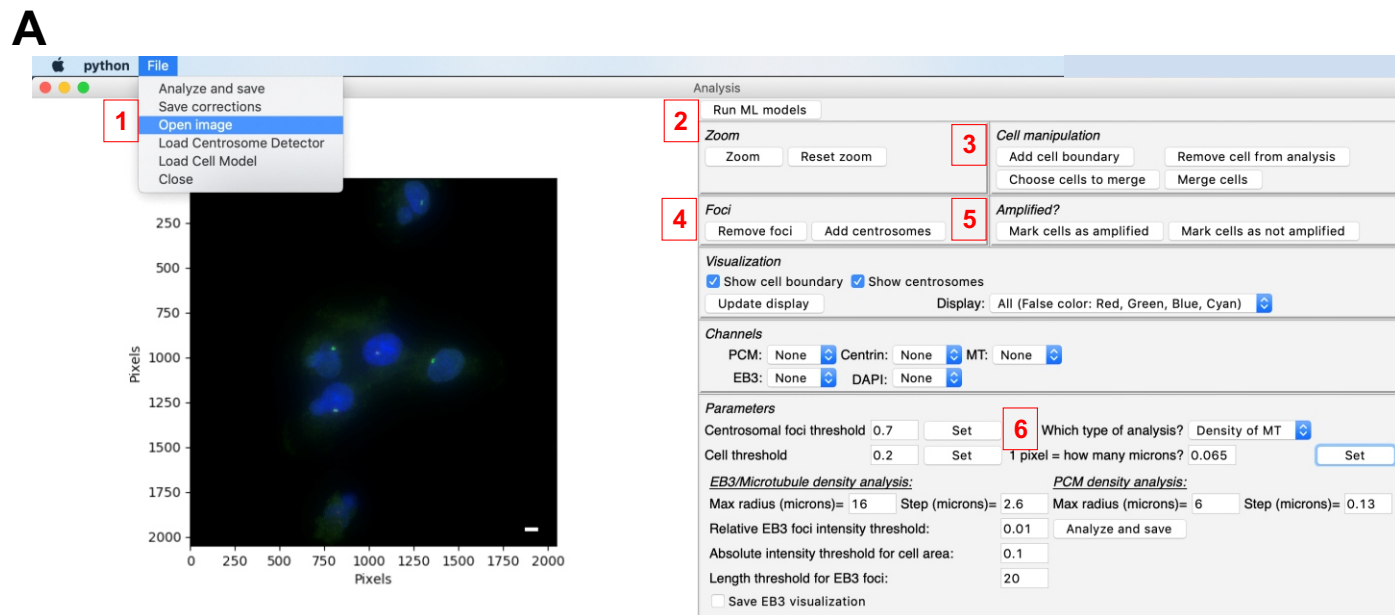 A
python File
Analysis
Analyze and save
Save corrections
1 Open image
Load Centrosome Detector
Load Cell Model
Close
250
500
750
1000
1250
1500
1750
2000
Pixels
0 250 500 750 1000 1250 1500 1750 2000
Pixels
2 Run ML models
Zoom
Zoom Reset zoom
3 Cell manipulation
Add cell boundary Remove cell from analysis
Choose cells to merge Merge cells
4 Foci
Remove foci Add centrosomes
5 Amplified?
Mark cells as amplified Mark cells as not amplified
Visualization
Show cell boundary Show centrosomes
Update display Display: All (False color: Red, Green, Blue, Cyan)
Channels
PCM: None Centrin: None MT: None
EB3: None DAPI: None
Parameters
Centrosomal foci threshold 0.7 Set 6 Which type of analysis? Density of MT
Cell threshold 0.2 Set 1 pixel = how many microns? 0.065 Set
EB3/Microtubule density analysis: PCM density analysis:
Max radius (microns)= 16 Step (microns)= 2.6 Max radius (microns)= 6 Step (microns)= 0.13
Relative EB3 foci intensity threshold: 0.01 Analyze and save
Absolute intensity threshold for cell area: 0.1
Length threshold for EB3 foci: 20
Save EB3 visualization